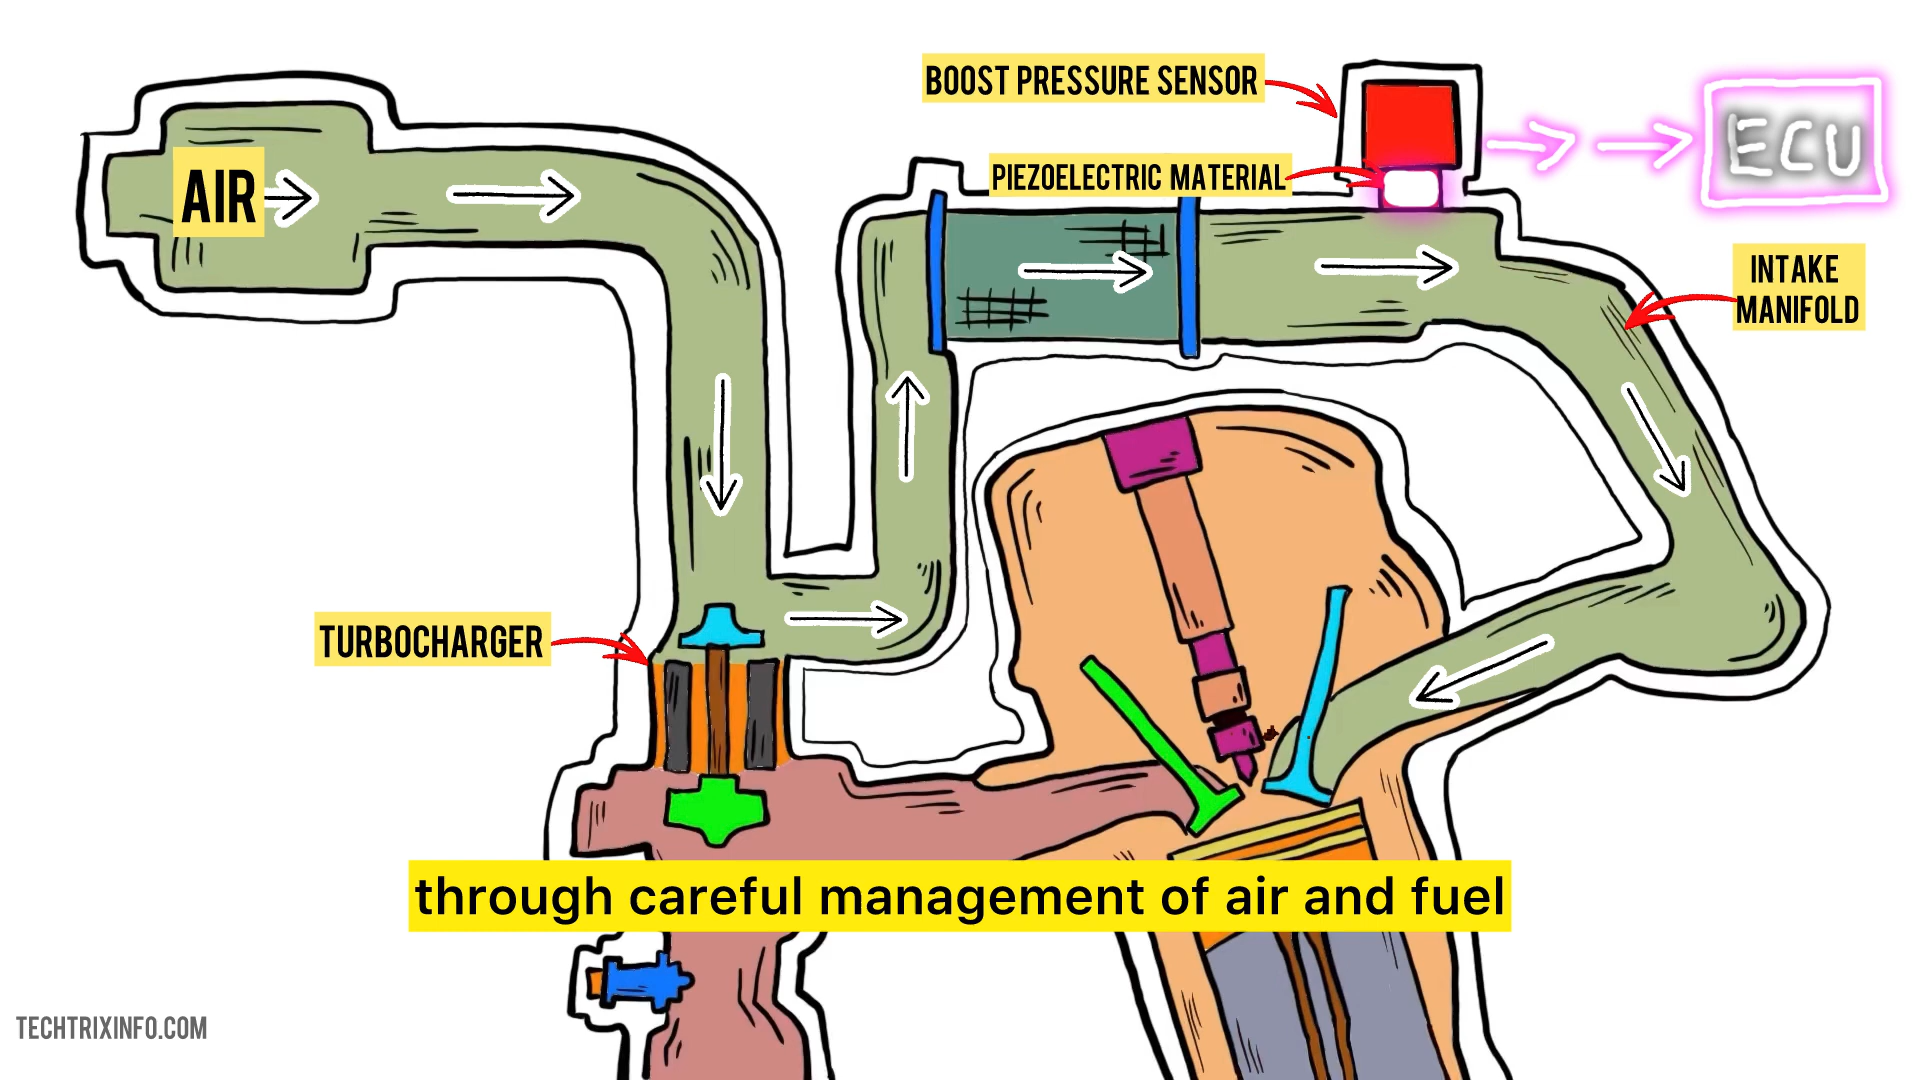 BOOST PRESSURE SENSOR
ECU
PIEZOELECTRIC MATERIAL
AIR
INTAKE
MANIFOLD
TURBOCHARGER
through careful management of air and fuel
TECHTRIXINFO.COM